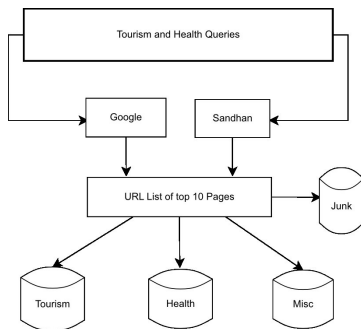 Tourism and Health Queries
Google
Sandhan
URL List of top 10 Pages
Junk
Tourism
Health
Misc